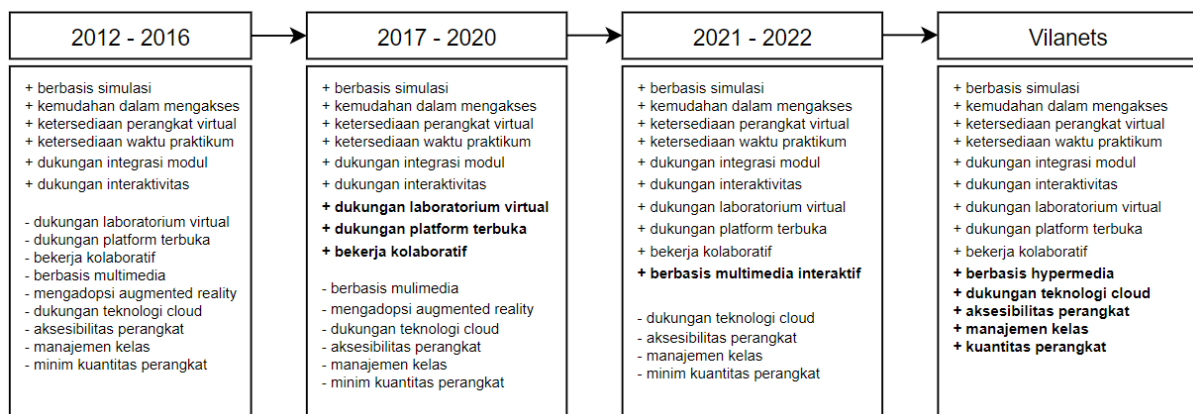 2012 - 2016
+ berbasis simulasi
+ kemudahan dalam mengakses
+ ketersediaan perangkat virtual
+ ketersediaan waktu praktikum
+ dukungan integrasi modul
+ dukungan interaktivitas
- dukungan laboratorium virtual
- dukungan platform terbuka
- bekerja kolaboratif
- berbasis multimedia
- mengadopsi augmented reality
- dukungan teknologi cloud
- aksesibilitas perangkat
- manajemen kelas
- minim kuantitas perangkat
2017 - 2020
+ berbasis simulasi
+ kemudahan dalam mengakses
+ ketersediaan perangkat virtual
+ ketersediaan waktu praktikum
+ dukungan integrasi modul
+ dukungan interaktivitas
+ dukungan laboratorium virtual
+ dukungan platform terbuka
+ bekerja kolaboratif
- berbasis mulimedia
- mengadopsi augmented reality
- dukungan teknologi cloud
- aksesibilitas perangkat
- manajemen kelas
- minim kuantitas perangkat
2021 - 2022
+ berbasis simulasi
+ kemudahan dalam mengakses
+ ketersediaan perangkat virtual
+ ketersediaan waktu praktikum
+ dukungan integrasi modul
+ dukungan interaktivitas
+ dukungan laboratorium virtual
+ dukungan platform terbuka
+ bekerja kolaboratif
+ berbasis multimedia interaktif
- dukungan teknologi cloud
- aksesibilitas perangkat
- manajemen kelas
- minim kuantitas perangkat
Vilanets
+ berbasis simulasi
+ kemudahan dalam mengakses
+ ketersediaan perangkat virtual
+ ketersediaan waktu praktikum
+ dukungan integrasi modul
+ dukungan interaktivitas
+ dukungan laboratorium virtual
+ dukungan platform terbuka
+ bekerja kolaboratif
+ berbasis hypermedia
+ dukungan teknologi cloud
+ aksesibilitas perangkat
+ manajemen kelas
+ kuantitas perangkat